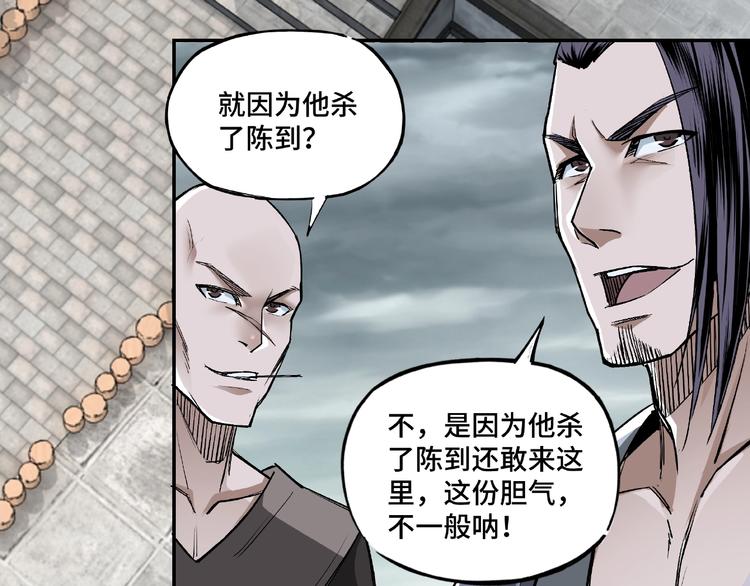 就因为他杀
了陈到？
不，是因为他杀
了陈到还敢来这
里，这份胆气，
不一般呐！